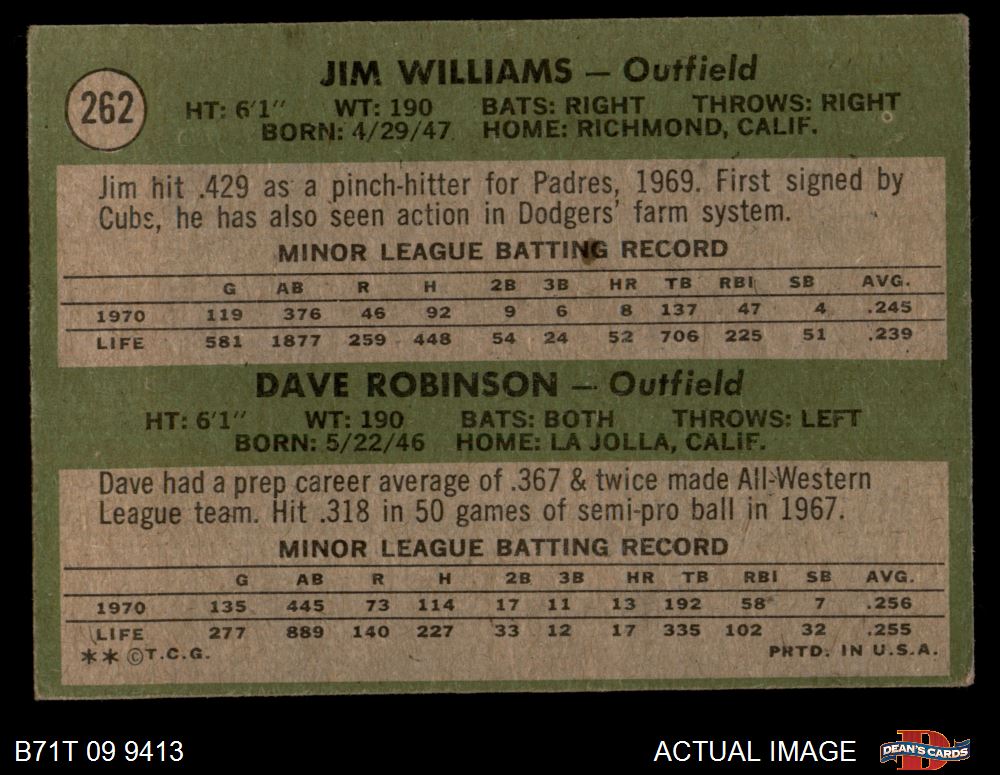 262
JIM WILLIAMS — Outfield
HT: 6'1" WT: 190 BATS: RIGHT THROWS: RIGHT
BORN: 4/29/47 HOME: RICHMOND, CALIF.
Jim hit .429 as a pinch-hitter for Padres, 1969. First signed by
Cubs, he has also seen action in Dodgers' farm system.
MINOR LEAGUE BATTING RECORD
G AB R H 2B 3B HR TB RBI SB AVG.
1970 119 376 46 92 9 6 8 137 47 4 .245
LIFE 581 1877 259 448 54 24 52 706 225 51 .239
DAVE ROBINSON — Outfield
HT: 6'1" WT: 190 BATS: BOTH THROWS: LEFT
BORN: 5/22/46 HOME: LA JOLLA, CALIF.
Dave had a prep career average of .367 & twice made All-Western
League team. Hit .318 in 50 games of semi-pro ball in 1967.
MINOR LEAGUE BATTING RECORD
G AB R H 2B 3B HR TB RBI SB AVG.
1970 135 445 73 114 17 11 13 192 58 7 .256
LIFE 277 889 140 227 33 12 17 335 102 32 .255
** ©T.C.G. PRTD. IN U.S.A.
B71T 09 9413 ACTUAL IMAGE D DEAN'S CARDS